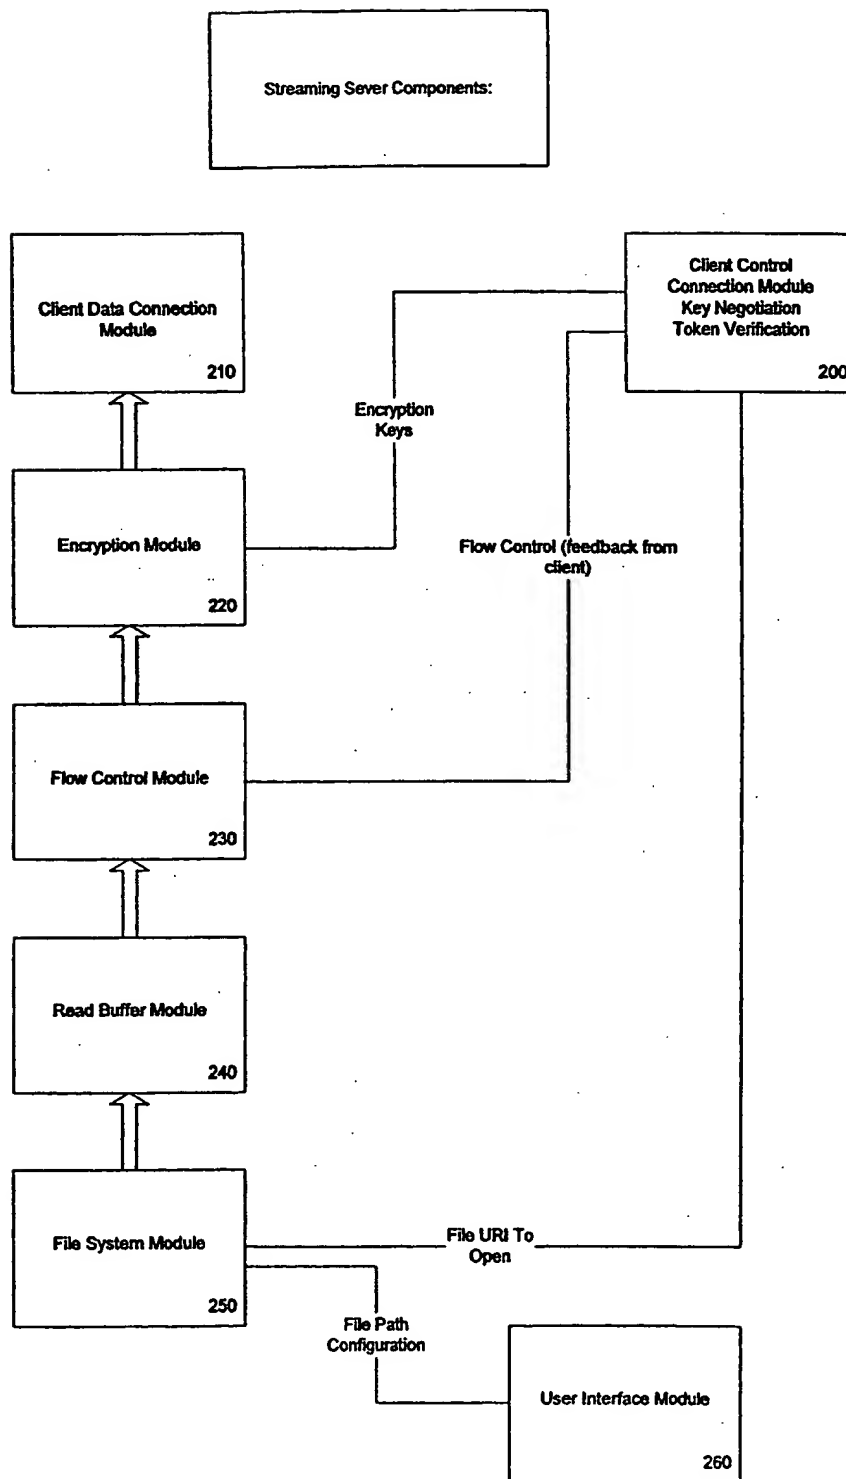 Streaming Sever Components:
Client Data Connection
Module
210
Client Control
Connection Module
Key Negotiation
Token Verification
200
Encryption
Keys
Encryption Module
220
Flow Control (feedback from
client)
Flow Control Module
230
Read Buffer Module
240
File System Module
250
File URI To
Open
File Path
Configuration
User Interface Module
260